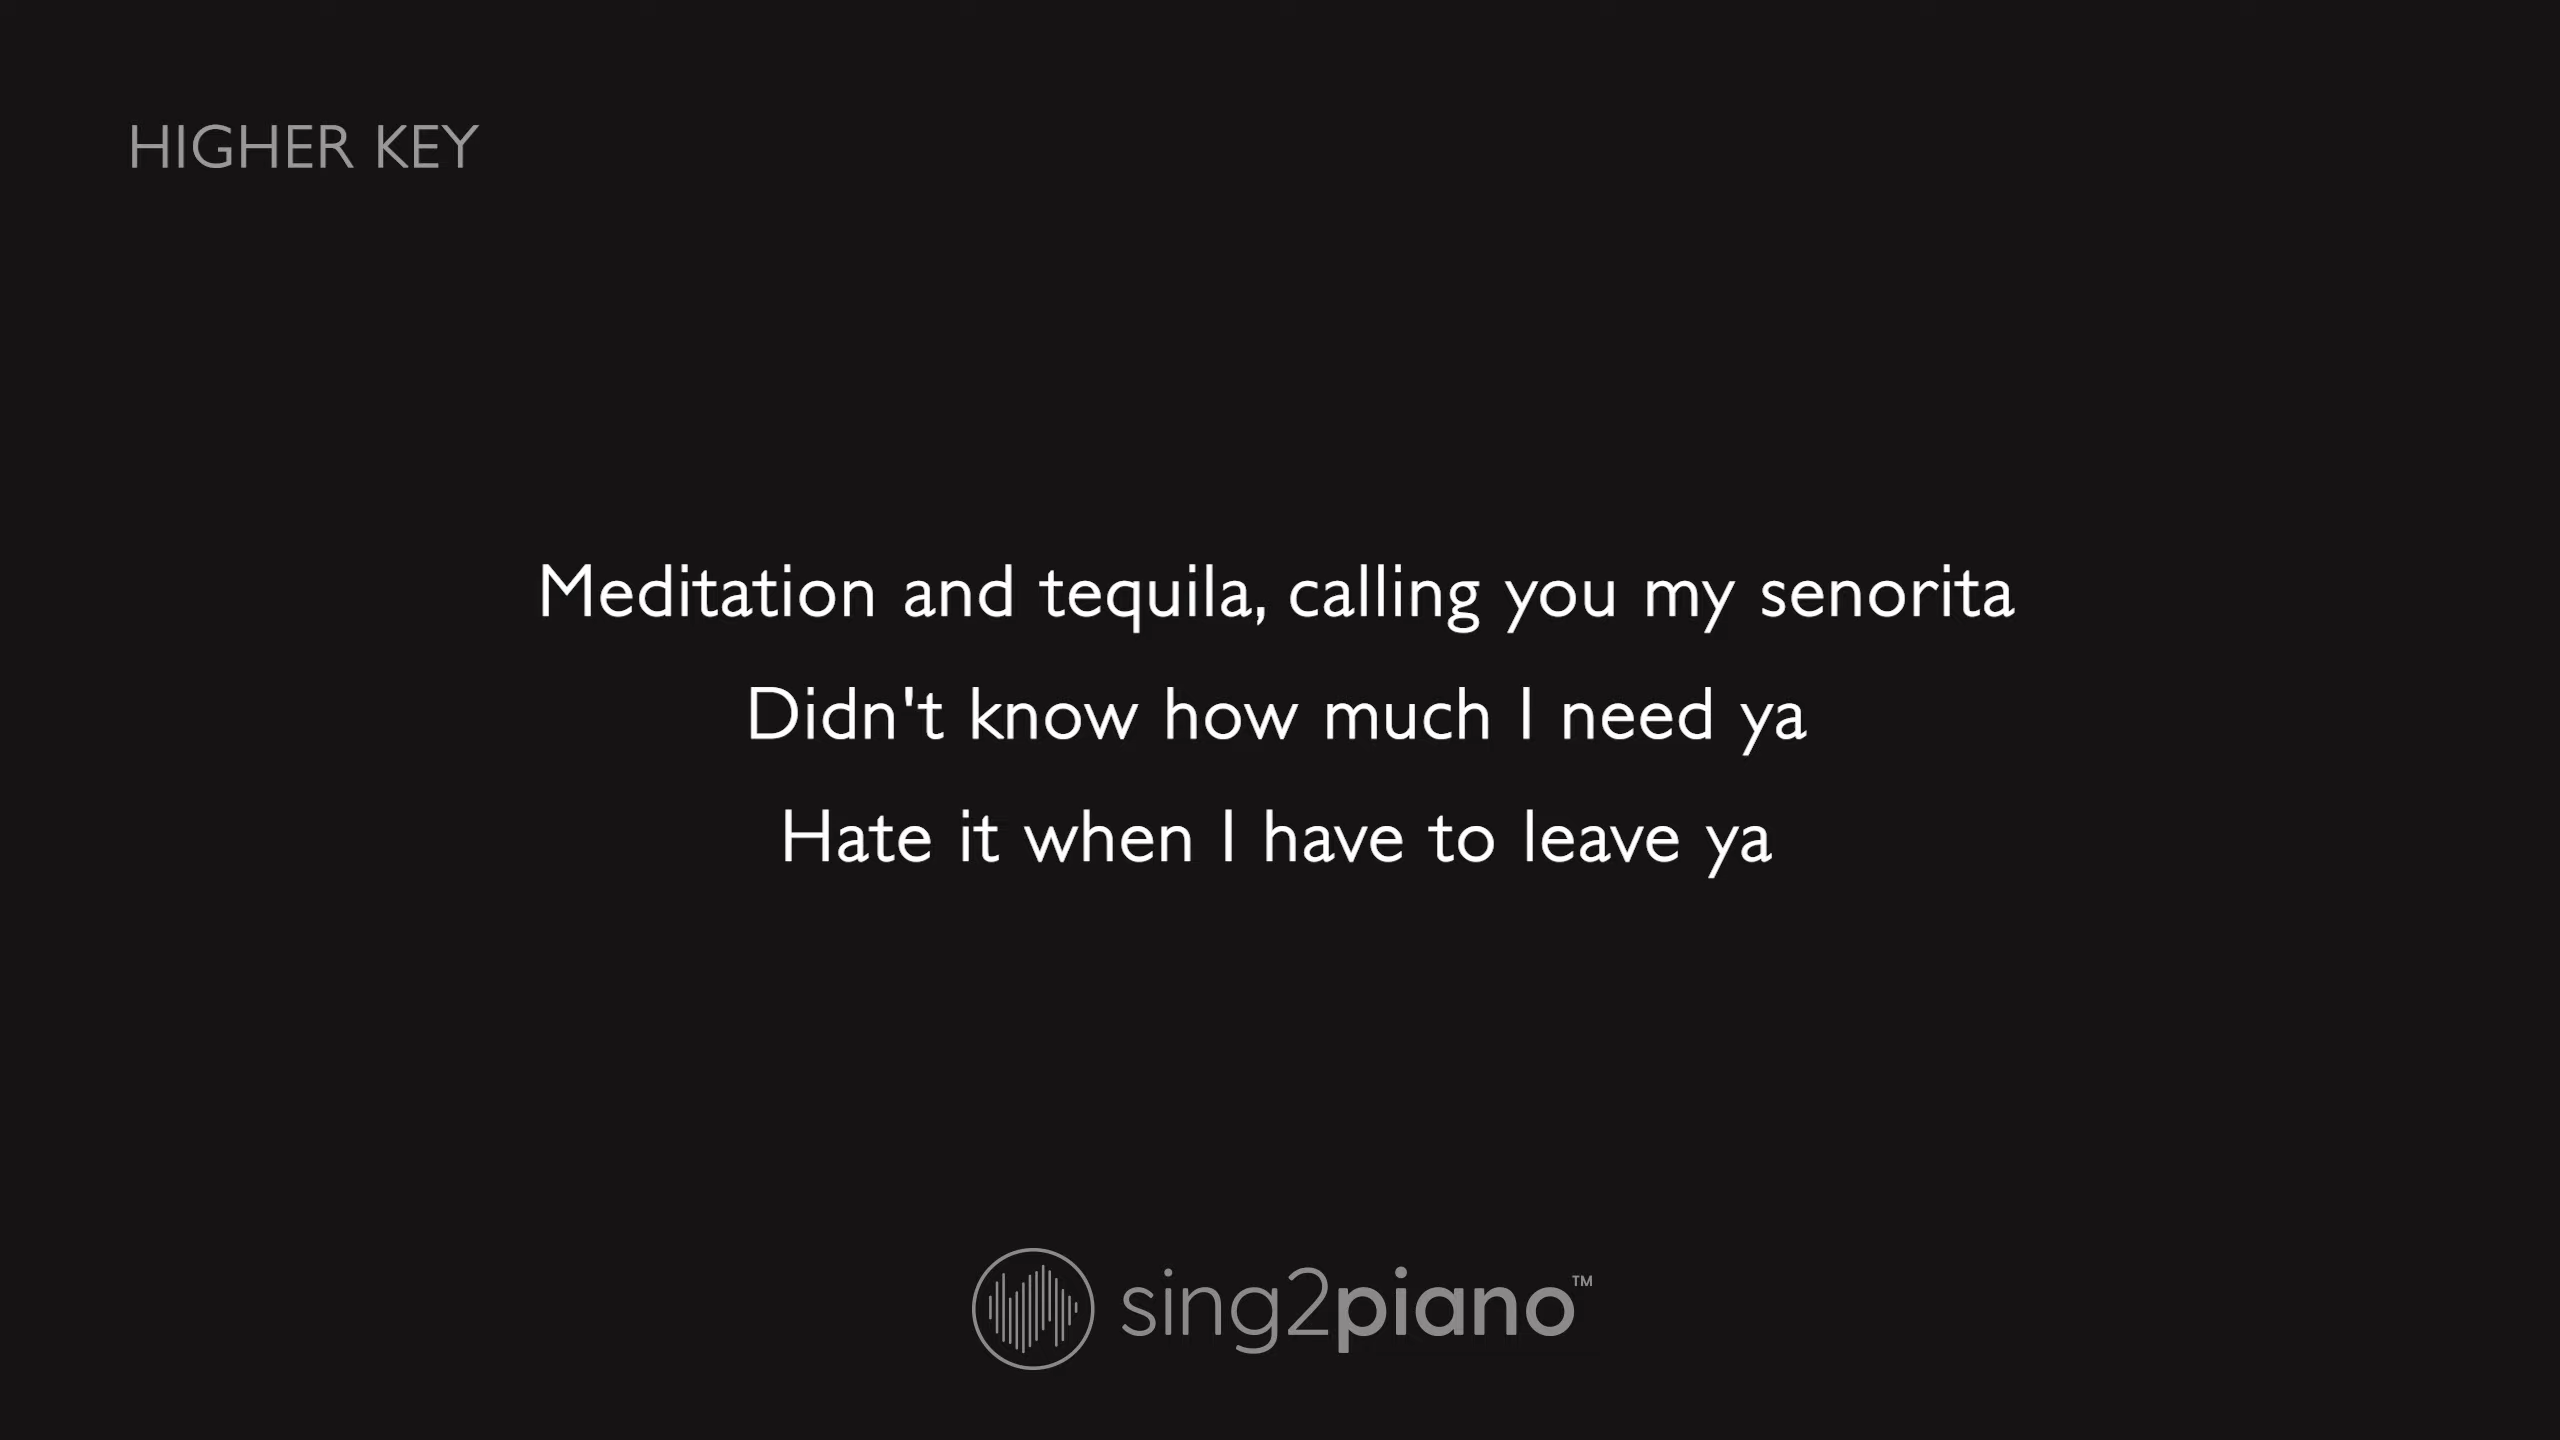 HIGHER KEY
Meditation and tequila, calling you my senorita
Didn't know how much I need ya
Hate it when I have to leave ya
sing2piano™